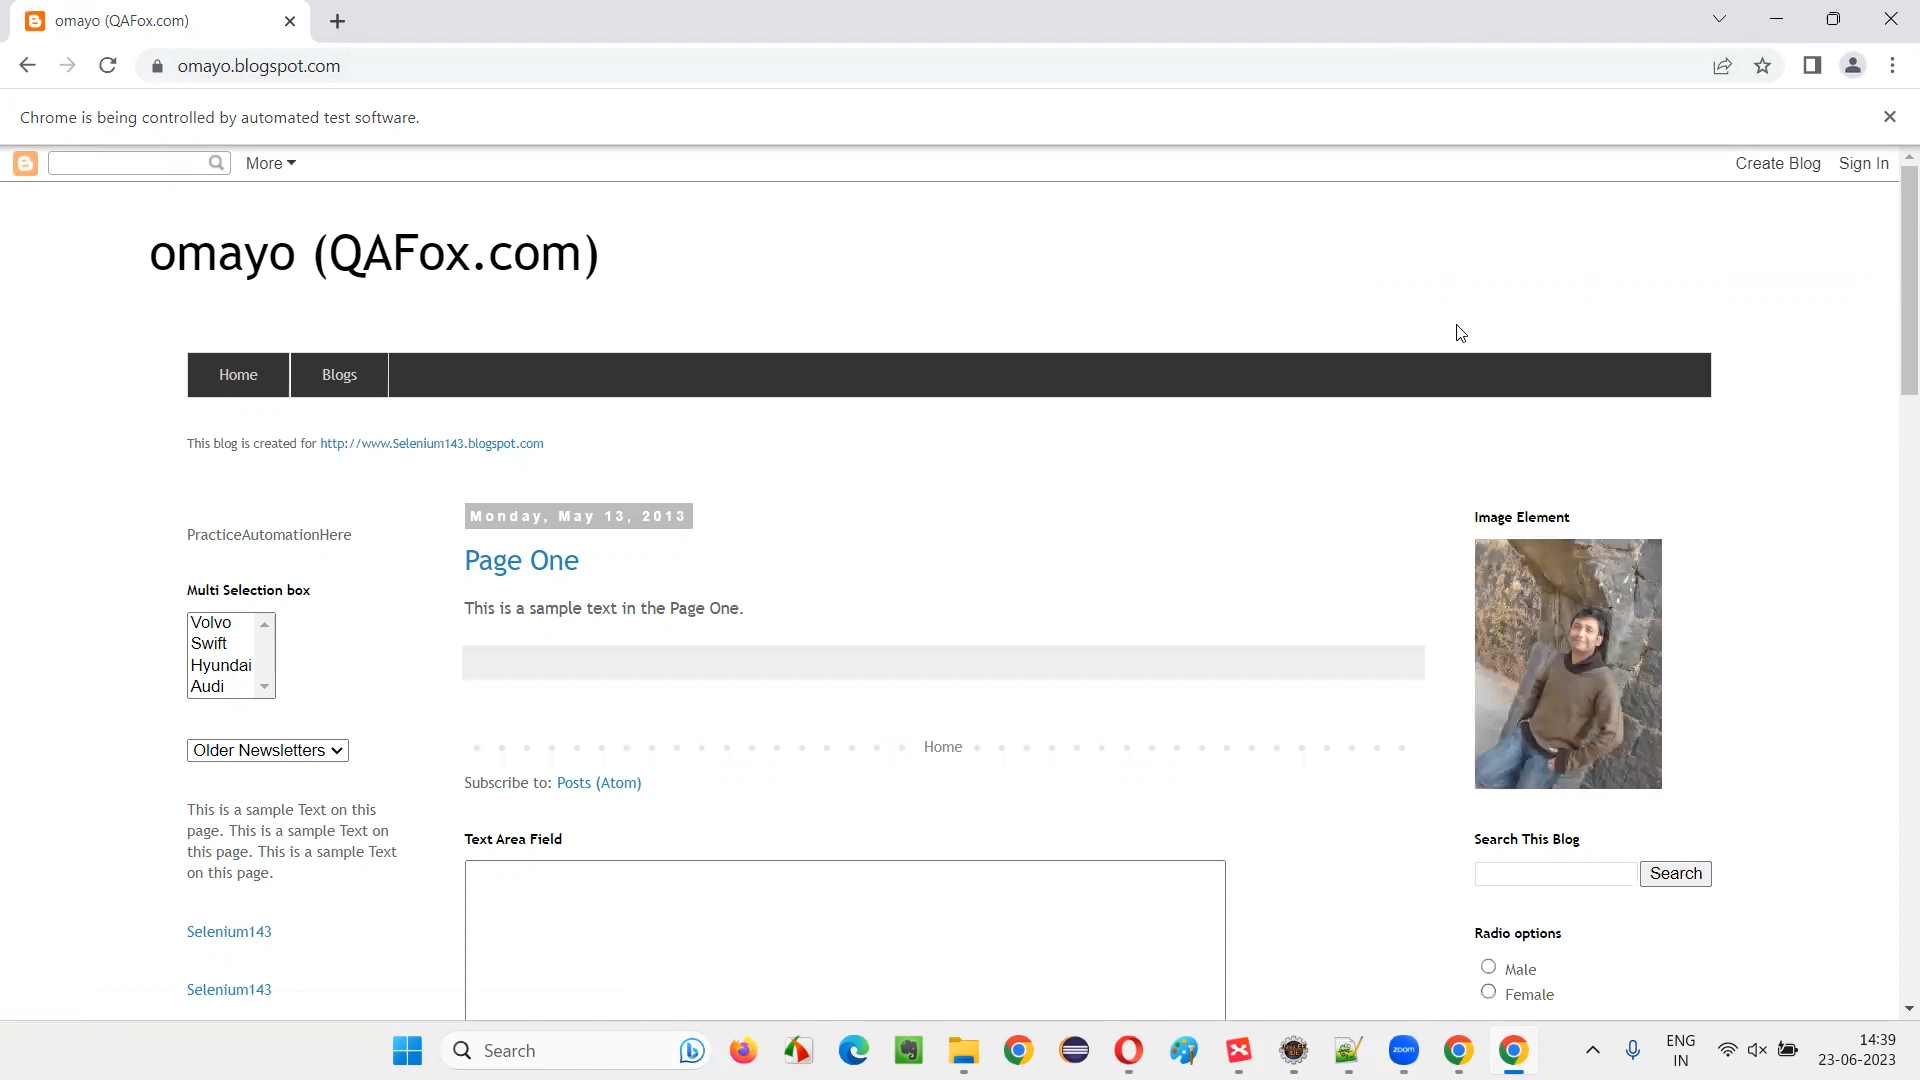 omayo (QAFox.com)
omayo.blogspot.com
Chrome is being controlled by automated test software.
More
Create Blog Sign In
omayo (QAFox.com)
Home Blogs
This blog is created for http://www.Selenium143.blogspot.com
PracticeAutomationHere
Multi Selection box
Volvo
Swift
Hyundai
Audi
Older Newsletters
This is a sample Text on this
page. This is a sample Text on
this page. This is a sample Text
on this page.
Selenium143
Selenium143
Monday, May 13, 2013
Page One
This is a sample text in the Page One.
Home
Subscribe to: Posts (Atom)
Text Area Field
Image Element
Search This Blog
Search
Radio options
Male
Female
Search
zoom
ENG
IN
14:39
23-06-2023